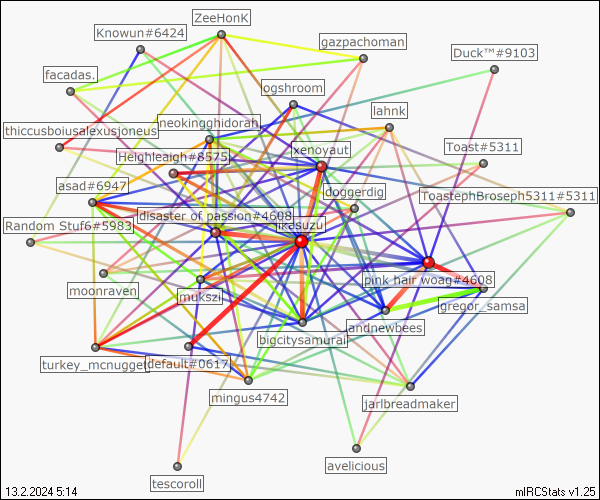 ZeeHonK
Knowun#6424
gazpachoman
Duck™#9103
facadas.
ogshroom
lahnk
thiccusboiusalexusjoneus
neokingghidorah
xenoyaut
Toast#5311
Heighleaigh#8575
asad#6947
doggerdig
ToastephBroseph5311#5311
disaster of passion#4608
Random Stuf6#5983
ikasuzu
moonraven
mukszi
pink hair woag#4608
gregor_samsa
andnewbees
bigcitysamurai
turkey_mcnugget
default#0617
mingus4742
jarlbreadmaker
tescoroll
avelicious
13.2.2024 5:14
mIRCStats v1.25